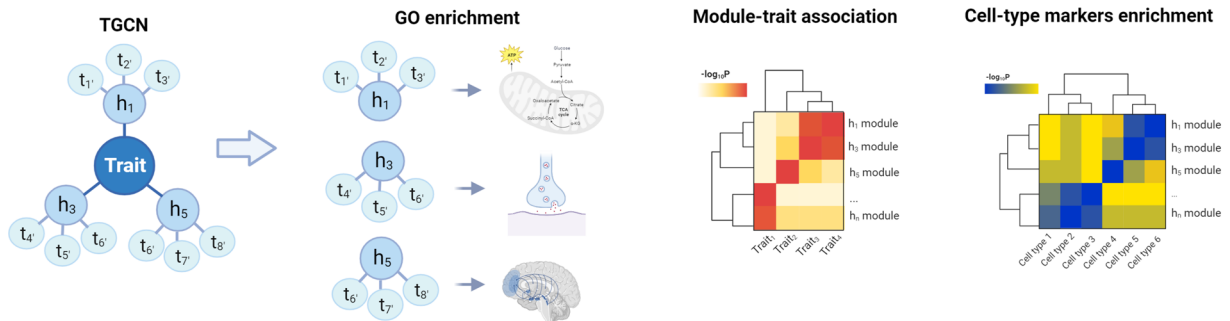 TGCN
t2'
t1'
t3'
h1
Trait
h3
h5
t4'
t5'
t6'
t6'
t7'
t8'
GO enrichment
t2'
t1'
t3'
h1
ATP
Glucose
Pyruvate
Acetyl-CoA
Oxaloacetate
Citrate
TCA
cycle
Succinyl-CoA
α-KG
h3
t4'
t5'
t6'
h5
t6'
t7'
t8'
Module-trait association
-log10P
h1 module
h3 module
h5 module
...
hn module
Trait1
Trait2
Trait3
Trait4
Cell-type markers enrichment
-log10P
h1 module
h3 module
h5 module
...
hn module
Cell type 1
Cell type 2
Cell type 3
Cell type 4
Cell type 5
Cell type 6